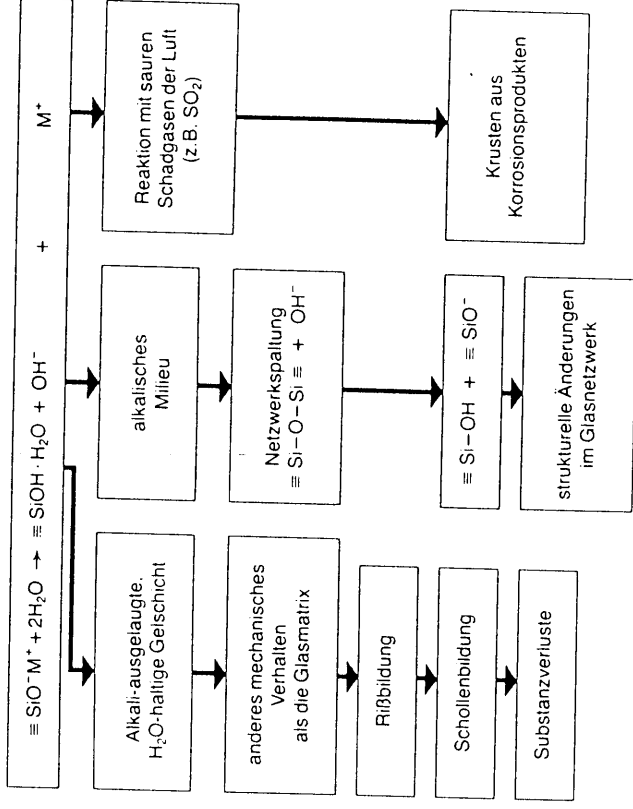 ≡ SiO⁻M⁺ + 2H₂O → ≡ SiOH · H₂O + OH⁻ + M⁺
Alkali-ausgelaugte,
H₂O-haltige Gelschicht
anderes mechanisches
Verhalten
als die Glasmatrix
Rißbildung
Schollenbildung
Substanzverluste
alkalisches
Milieu
Netzwerkspaltung
≡ Si–O–Si ≡ + OH⁻
≡ Si–OH + ≡ SiO⁻
strukturelle Änderungen
im Glasnetzwerk
Reaktion mit sauren
Schadgasen der Luft
(z.B. SO₂)
Krusten aus
Korrosionsprodukten